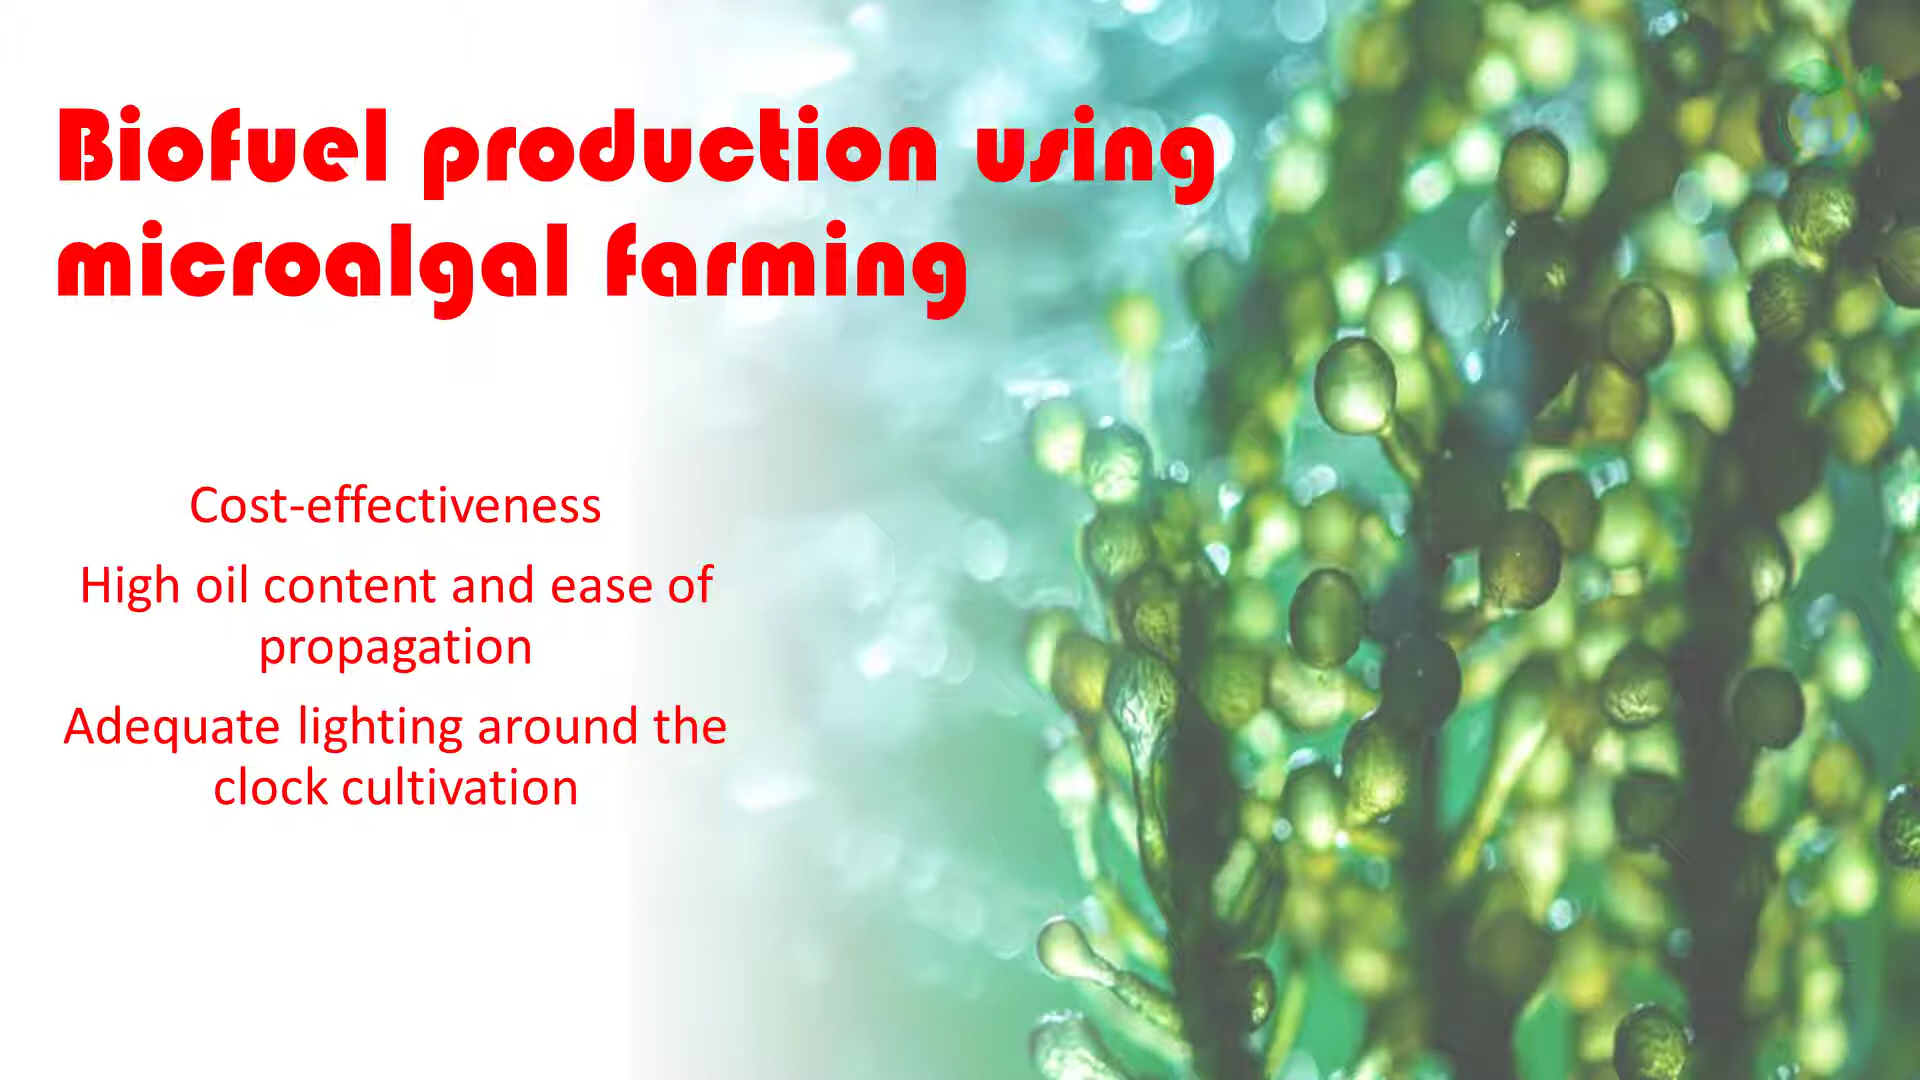 Biofuel production using
microalgal farming
Cost-effectiveness
High oil content and ease of
propagation
Adequate lighting around the
clock cultivation